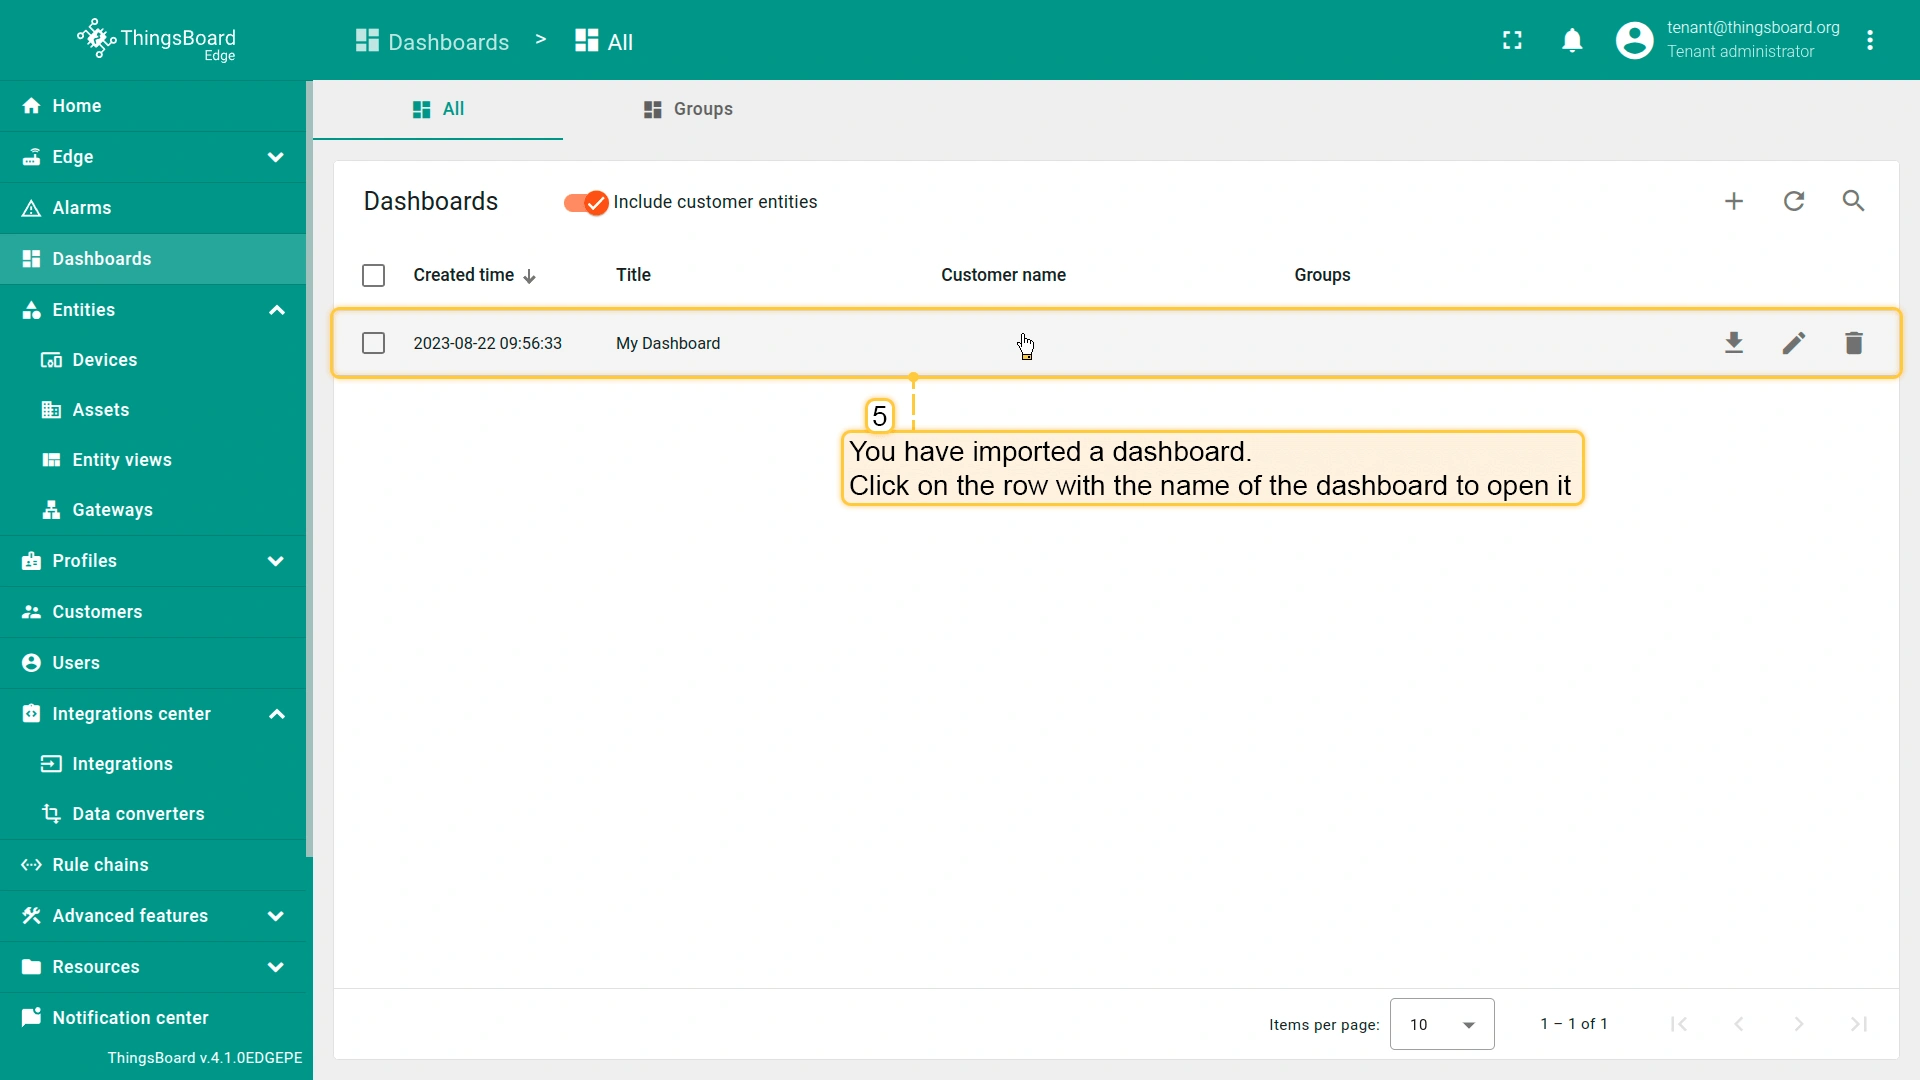 ThingsBoard
Edge
Dashboards > All
tenant@thingsboard.org
Tenant administrator
Home
Edge
Alarms
Dashboards
Entities
Devices
Assets
Entity views
Gateways
Profiles
Customers
Users
Integrations center
Integrations
Data converters
Rule chains
Advanced features
Resources
Notification center
ThingsBoard v.4.1.0EDGEPE
All
Groups
Dashboards
Include customer entities
Created time
Title
Customer name
Groups
2023-08-22 09:56:33
My Dashboard
5
You have imported a dashboard.
Click on the row with the name of the dashboard to open it
Items per page:
10
1 – 1 of 1